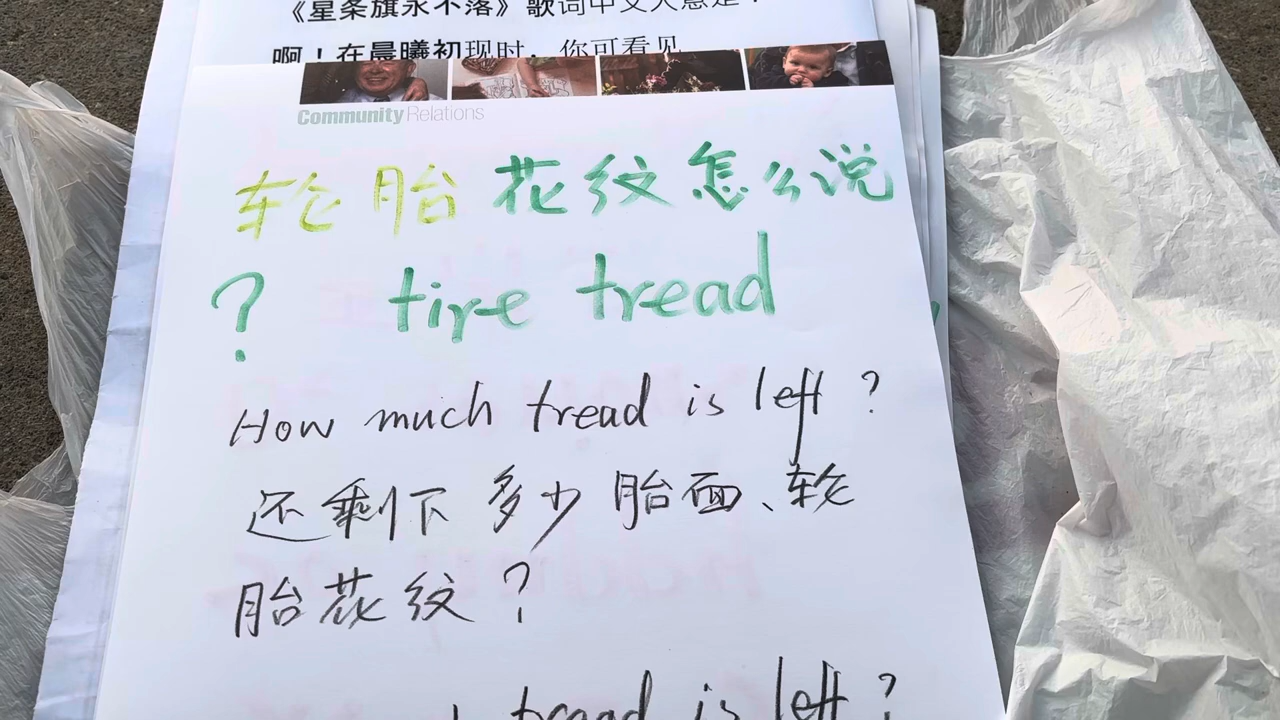 《星条旗永不落》歌词中文大意是：
啊！在晨曦初现时，你可看见
Community Relations
轮胎花纹怎么说
? tire tread
How much tread is left ?
还剩下多少胎面、轮
胎花纹？
tread is left ?